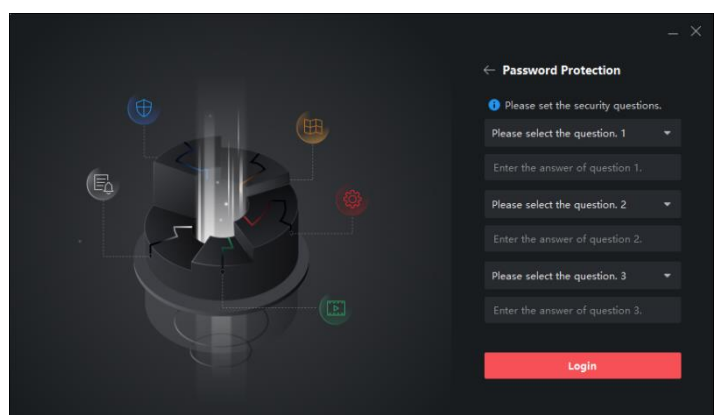 Password Protection
Please set the security questions.
Please select the question. 1
Enter the answer of question 1.
Please select the question. 2
Enter the answer of question 2.
Please select the question. 3
Enter the answer of question 3.
Login